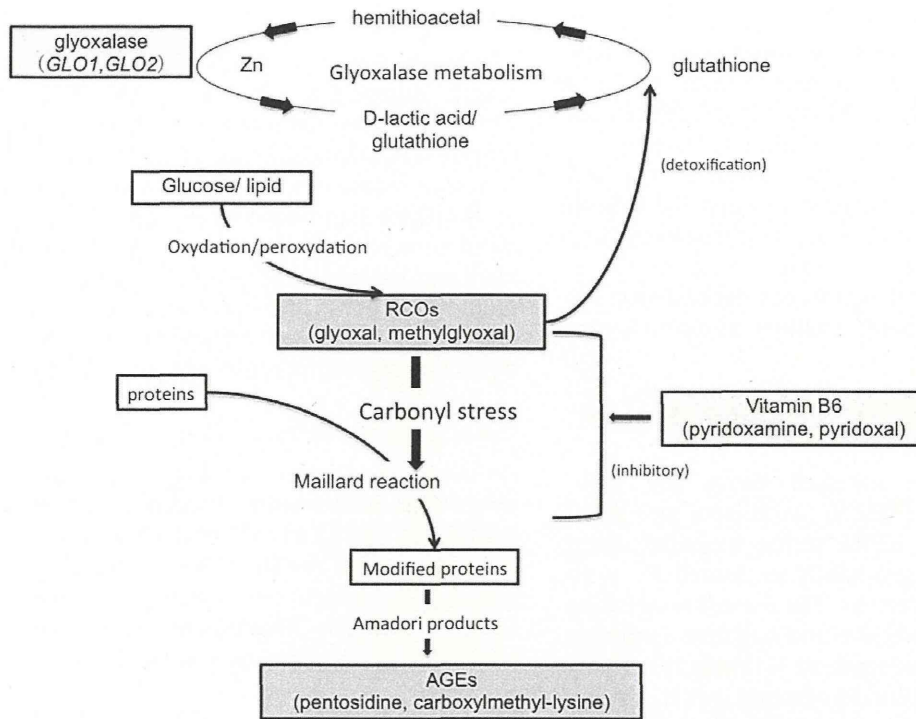 hemithioacetal
glyoxalase
(GLO1,GLO2)
Zn
Glyoxalase metabolism
glutathione
D-lactic acid/
glutathione
(detoxification)
Glucose/ lipid
Oxydation/peroxydation
RCOs
(glyoxal, methylglyoxal)
proteins
Carbonyl stress
Vitamin B6
(pyridoxamine, pyridoxal)
(inhibitory)
Maillard reaction
Modified proteins
Amadori products
AGEs
(pentosidine, carboxylmethyl-lysine)